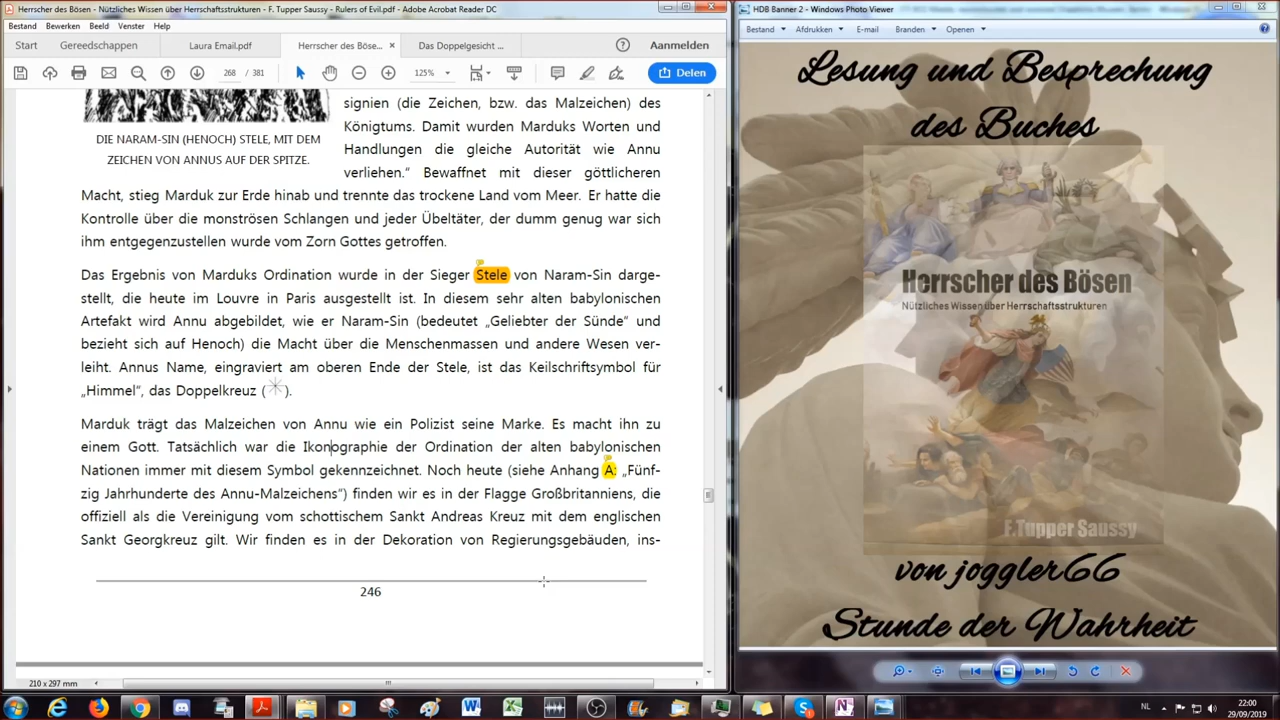 Herrscher des Bösen - Nützliches Wissen über Herrschaftsstrukturen - F. Tupper Saussy - Rulers of Evil.pdf - Adobe Acrobat Reader DC
Bestand Bewerken Beeld Venster Help
Start Gereedschappen Laura Email.pdf Herrscher des Böse... × Das Doppelgesicht ... Aanmelden
268 / 381 125% Delen
signien (die Zeichen, bzw. das Malzeichen) des
Königtums. Damit wurden Marduks Worten und
Handlungen die gleiche Autorität wie Annu
verliehen.“ Bewaffnet mit dieser göttlicheren
DIE NARAM-SIN (HENOCH) STELE, MIT DEM
ZEICHEN VON ANNUS AUF DER SPITZE.
Macht, stieg Marduk zur Erde hinab und trennte das trockene Land vom Meer. Er hatte die
Kontrolle über die monströsen Schlangen und jeder Übeltäter, der dumm genug war sich
ihm entgegenzustellen wurde vom Zorn Gottes getroffen.
Das Ergebnis von Marduks Ordination wurde in der Sieger Stele von Naram-Sin darge-
stellt, die heute im Louvre in Paris ausgestellt ist. In diesem sehr alten babylonischen
Artefakt wird Annu abgebildet, wie er Naram-Sin (bedeutet „Geliebter der Sünde“ und
bezieht sich auf Henoch) die Macht über die Menschenmassen und andere Wesen ver-
leiht. Annus Name, eingraviert am oberen Ende der Stele, ist das Keilschriftsymbol für
„Himmel“, das Doppelkreuz ( ).
Marduk trägt das Malzeichen von Annu wie ein Polizist seine Marke. Es macht ihn zu
einem Gott. Tatsächlich war die Ikonographie der Ordination der alten babylonischen
Nationen immer mit diesem Symbol gekennzeichnet. Noch heute (siehe Anhang A: „Fünf-
zig Jahrhunderte des Annu-Malzeichens“) finden wir es in der Flagge Großbritanniens, die
offiziell als die Vereinigung vom schottischem Sankt Andreas Kreuz mit dem englischen
Sankt Georgkreuz gilt. Wir finden es in der Dekoration von Regierungsgebäuden, ins-
246
210 x 297 mm
HDB Banner 2 - Windows Photo Viewer
Bestand Afdrukken E-mail Branden Openen
Lesung und Besprechung
des Buches
Herrscher des Bösen
Nützliches Wissen über Herrschaftsstrukturen
F.Tupper Saussy
von joggler66
Stunde der Wahrheit
NL 22:00
29/09/2019